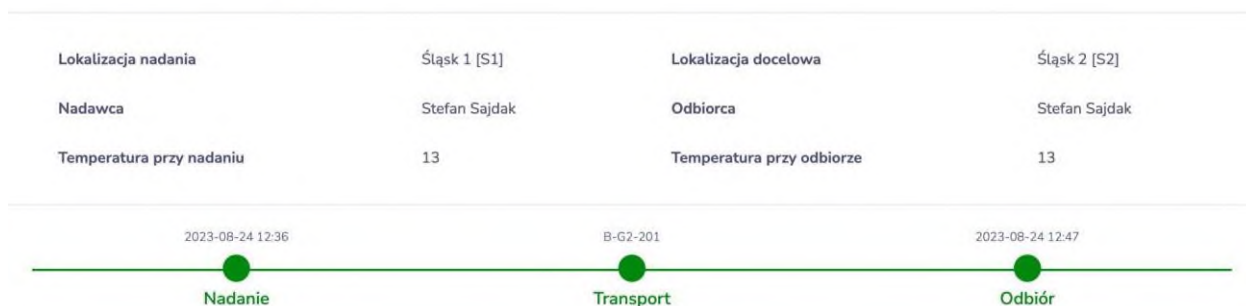 Lokalizacja nadania Śląsk 1 [S1] Lokalizacja docelowa Śląsk 2 [S2]
Nadawca Stefan Sajdak Odbiorca Stefan Sajdak
Temperatura przy nadaniu 13 Temperatura przy odbiorze 13
2023-08-24 12:36 B-G2-201 2023-08-24 12:47
Nadanie Transport Odbiór